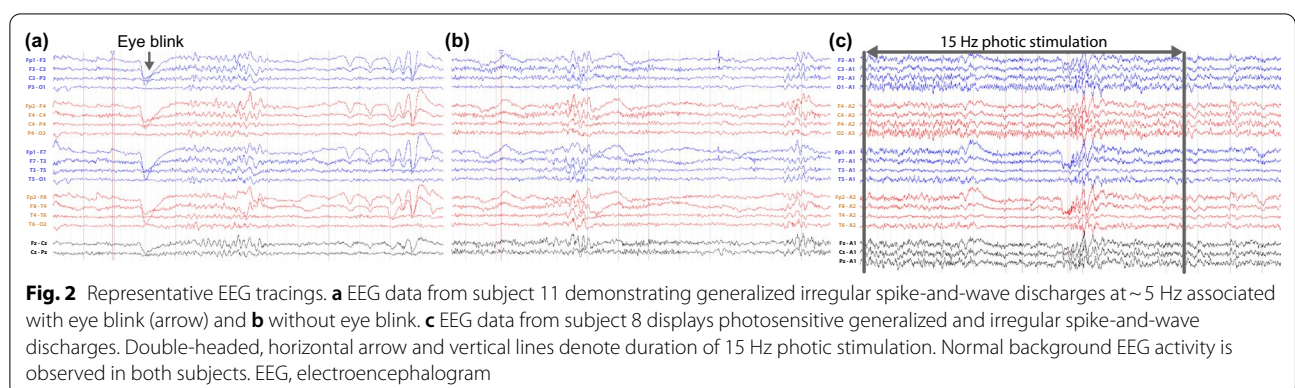 (a)
Eye blink
Fp1 - F3
F3 - C3
C3 - P3
P3 - O1
Fp2 - F4
F4 - C4
C4 - P4
P4 - O2
Fp1 - F7
F7 - T3
T3 - T5
T5 - O1
Fp2 - F8
F8 - T4
T4 - T6
T6 - O2
Fz - Cz
Cz - Pz
(b)
(c)
15 Hz photic stimulation
F3 - A1
C3 - A1
P3 - A1
O1 - A1
F4 - A2
C4 - A2
P4 - A2
O2 - A2
Fp1 - A1
F7 - A1
T3 - A1
T5 - A1
Fp2 - A2
F8 - A2
T4 - A2
T6 - A2
Fz - A1
Cz - A1
Pz - A1
Fig. 2 Representative EEG tracings. a EEG data from subject 11 demonstrating generalized irregular spike-and-wave discharges at ~ 5 Hz associated
with eye blink (arrow) and b without eye blink. c EEG data from subject 8 displays photosensitive generalized and irregular spike-and-wave
discharges. Double-headed, horizontal arrow and vertical lines denote duration of 15 Hz photic stimulation. Normal background EEG activity is
observed in both subjects. EEG, electroencephalogram